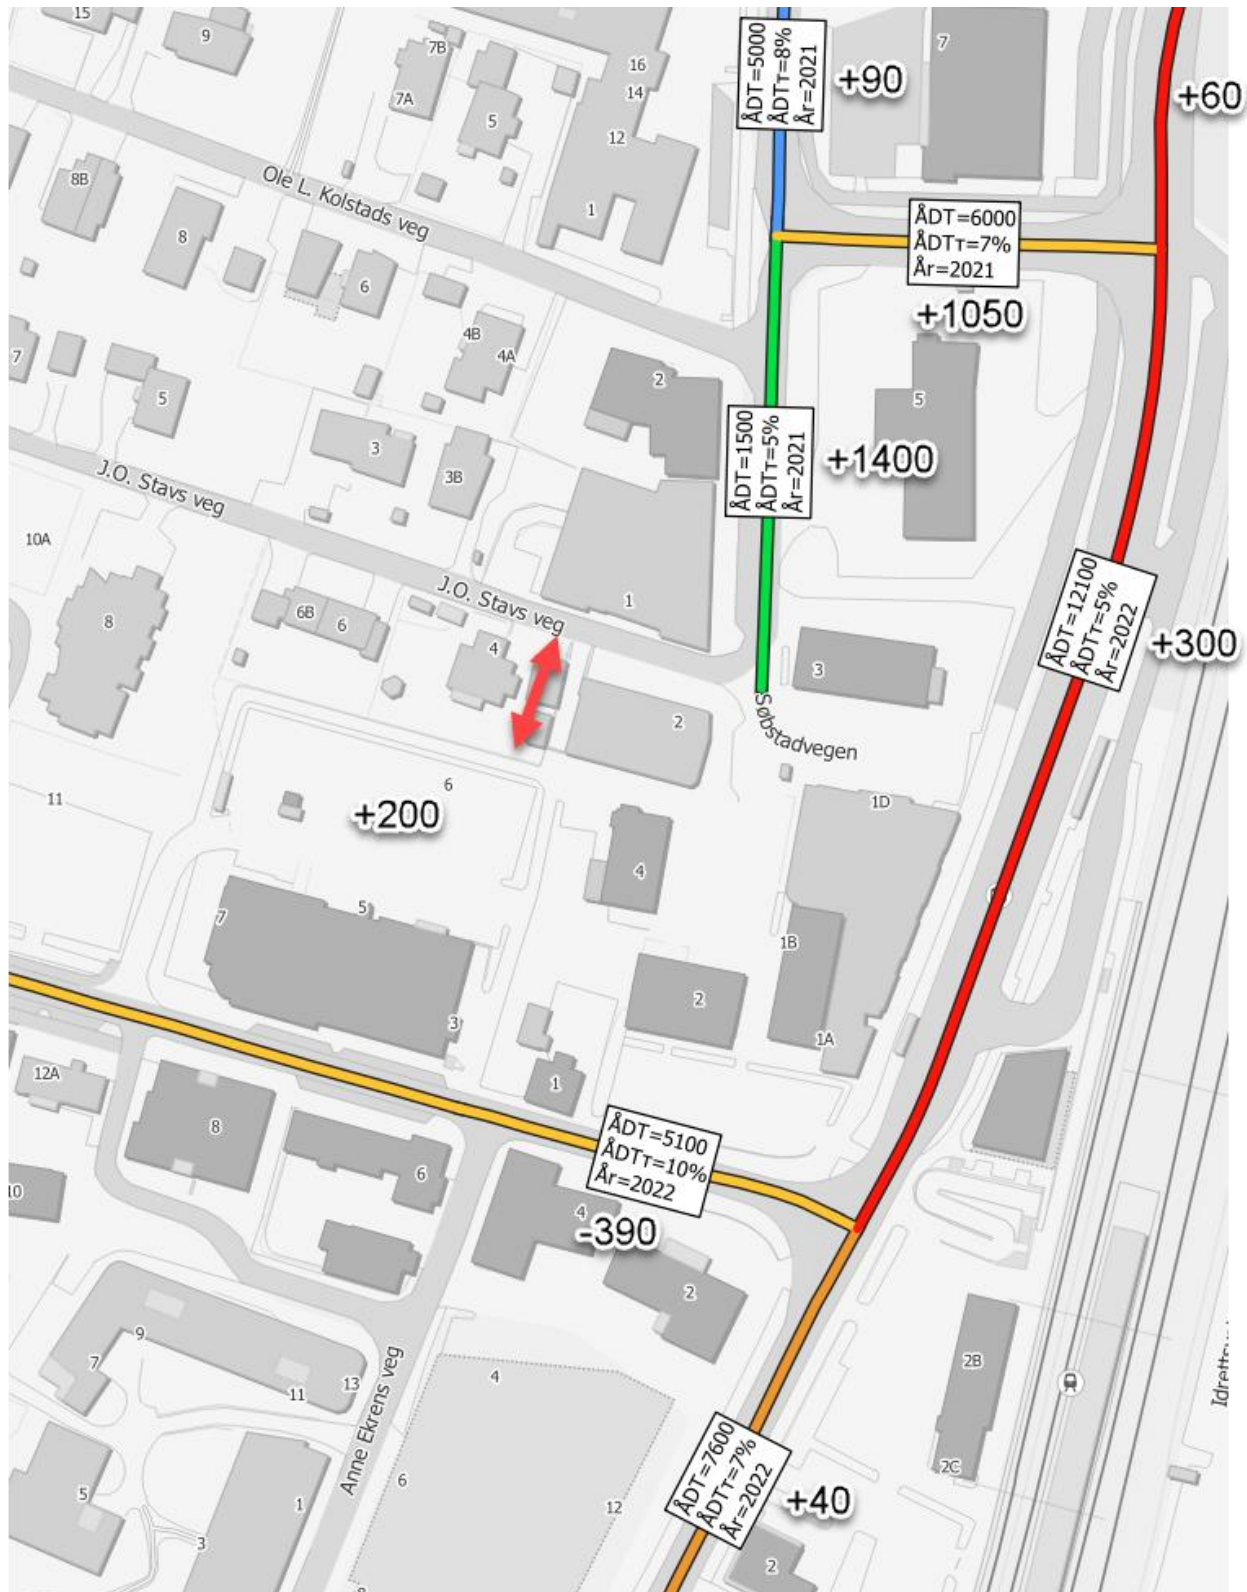 15
9
7B
7A
5
16
14
12
1
ÅDT=5000
ÅDTT=8%
År=2021
+90
7
+60
8B
8
Ole L. Kolstads veg
6
ÅDT=6000
ÅDTT=7%
År=2021
+1050
7
5
4B
4A
2
5
3
3B
ÅDT=1500
ÅDTT=5%
År=2021
+1400
J.O. Stavs veg
10A
8
6B
6
J.O. Stavs veg
4
1
3
ÅDT=12100
ÅDTT=5%
År=2022
+300
2
Søbstadvegen
11
6
+200
1D
4
7
5
1B
3
2
1A
12A
1
8
6
ÅDT=5100
ÅDTT=10%
År=2022
10
4
-390
2
9
7
11
13
4
2B
Anne Ekrens veg
6
12
2C
5
1
3
ÅDT=7600
ÅDTT=7%
År=2022
+40
2